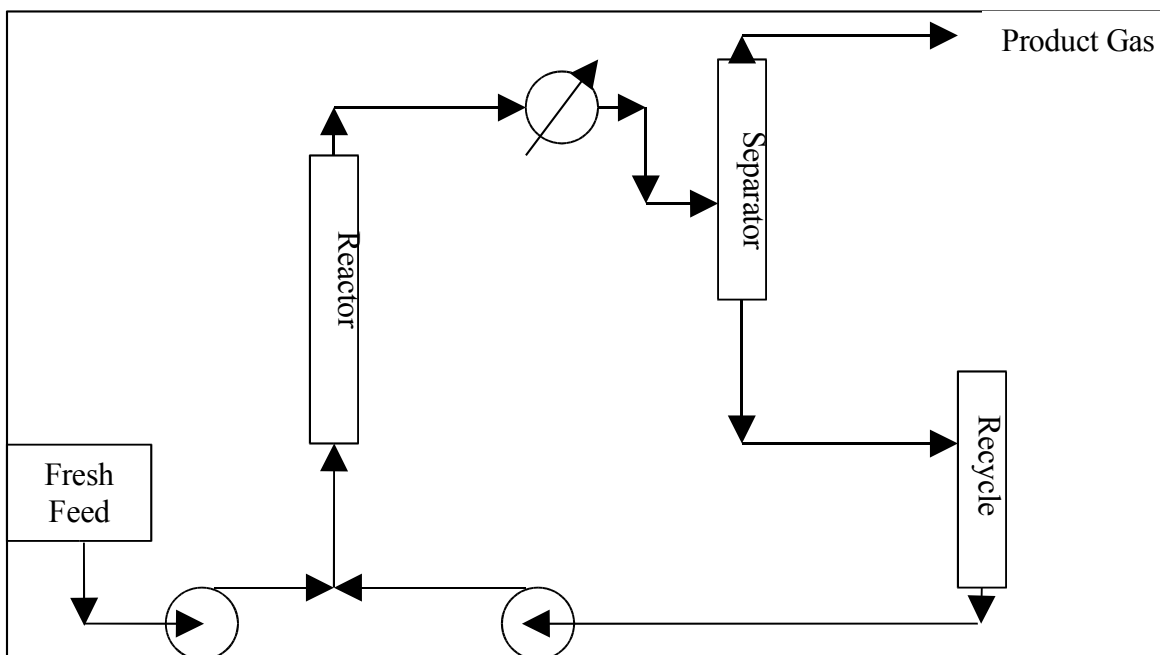 Product Gas
Separator
Reactor
Recycle
Fresh
Feed